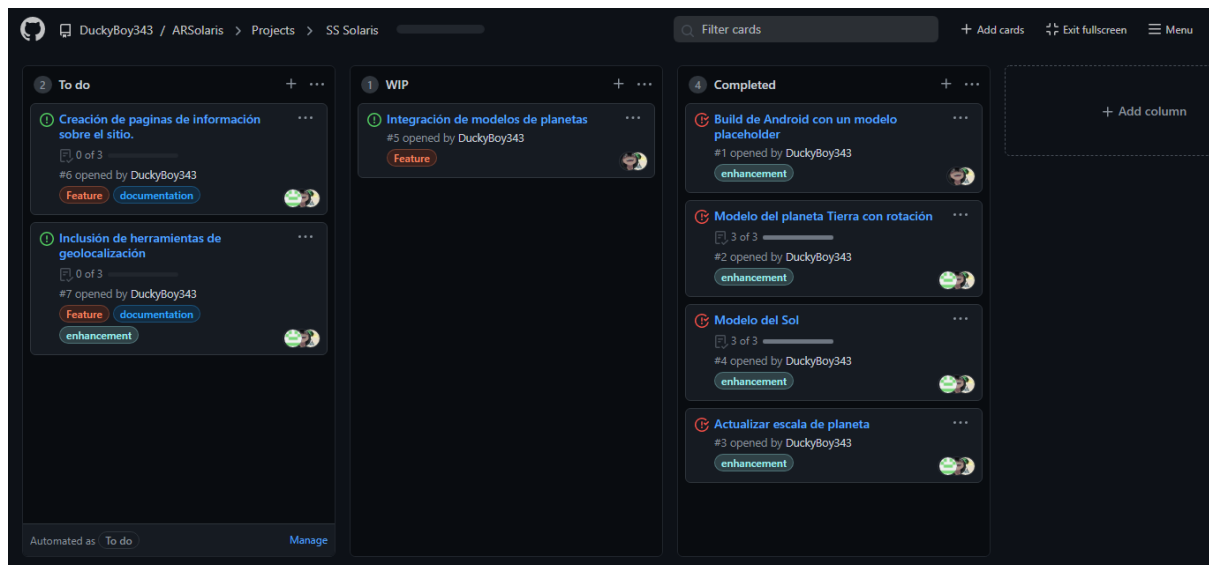 DuckyBoy343 / ARSolaris > Projects > SS Solaris
Filter cards
+ Add cards
Exit fullscreen
Menu
2 To do
Creación de paginas de información
sobre el sitio.
0 of 3
#6 opened by DuckyBoy343
Feature documentation
Inclusión de herramientas de
geolocalización
0 of 3
#7 opened by DuckyBoy343
Feature documentation
enhancement
Automated as To do
Manage
1 WIP
Integración de modelos de planetas
#5 opened by DuckyBoy343
Feature
4 Completed
Build de Android con un modelo
placeholder
#1 opened by DuckyBoy343
enhancement
Modelo del planeta Tierra con rotación
3 of 3
#2 opened by DuckyBoy343
enhancement
Modelo del Sol
3 of 3
#4 opened by DuckyBoy343
enhancement
Actualizar escala de planeta
#3 opened by DuckyBoy343
enhancement
+ Add column